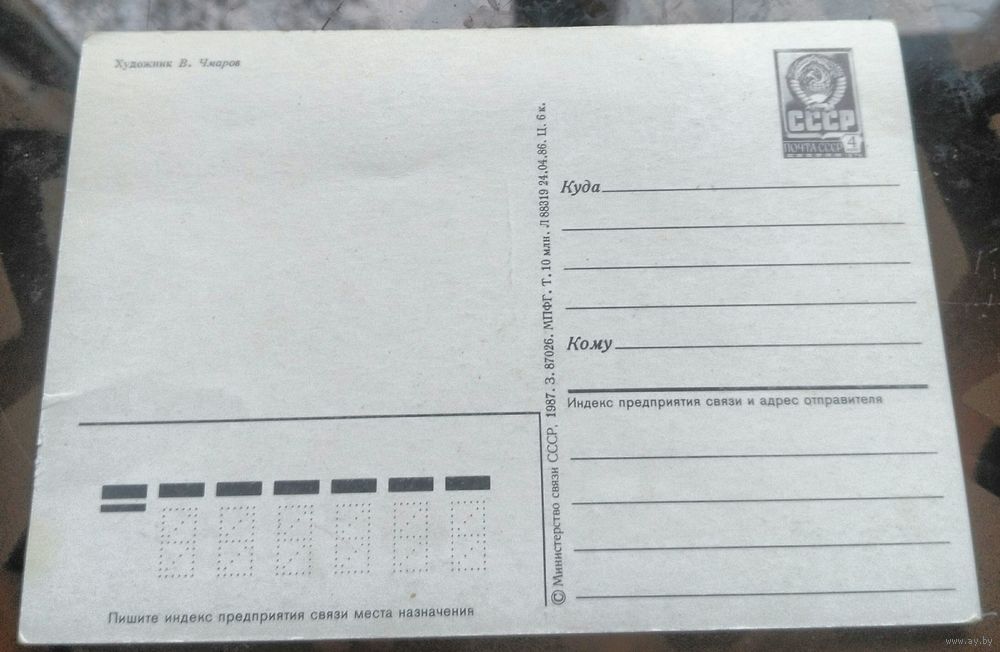 Художник В. Чмаров
СССР
ПОЧТА СССР 4
Куда
Кому
Индекс предприятия связи и адрес отправителя
© Министерство связи СССР, 1987. З. 87026. МПФГ. Т. 10 млн. Л 88319 24.04.86. Ц. 6 к.
Пишите индекс предприятия связи места назначения
www.ay.by